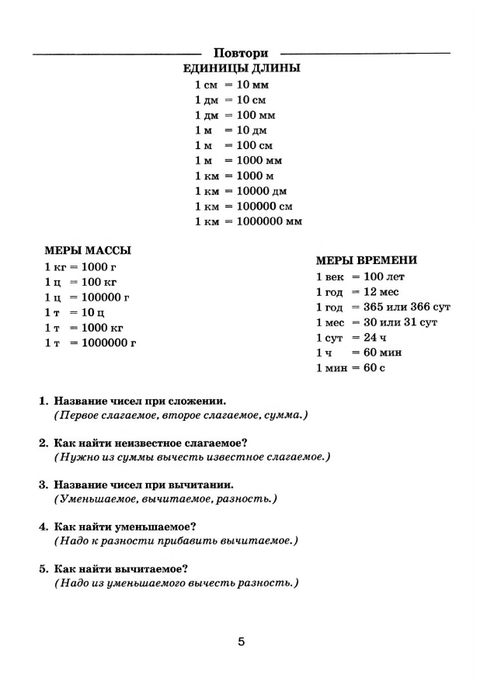 Повтори
ЕДИНИЦЫ ДЛИНЫ
1 см = 10 мм
1 дм = 10 см
1 дм = 100 мм
1 м = 10 дм
1 м = 100 см
1 м = 1000 мм
1 км = 1000 м
1 км = 10000 дм
1 км = 100000 см
1 км = 1000000 мм
МЕРЫ МАССЫ
1 кг = 1000 г
1 ц = 100 кг
1 ц = 100000 г
1 т = 10 ц
1 т = 1000 кг
1 т = 1000000 г
МЕРЫ ВРЕМЕНИ
1 век = 100 лет
1 год = 12 мес
1 год = 365 или 366 сут
1 мес = 30 или 31 сут
1 сут = 24 ч
1 ч = 60 мин
1 мин = 60 с
1. Название чисел при сложении.
(Первое слагаемое, второе слагаемое, сумма.)
2. Как найти неизвестное слагаемое?
(Нужно из суммы вычесть известное слагаемое.)
3. Название чисел при вычитании.
(Уменьшаемое, вычитаемое, разность.)
4. Как найти уменьшаемое?
(Надо к разности прибавить вычитаемое.)
5. Как найти вычитаемое?
(Надо из уменьшаемого вычесть разность.)
5